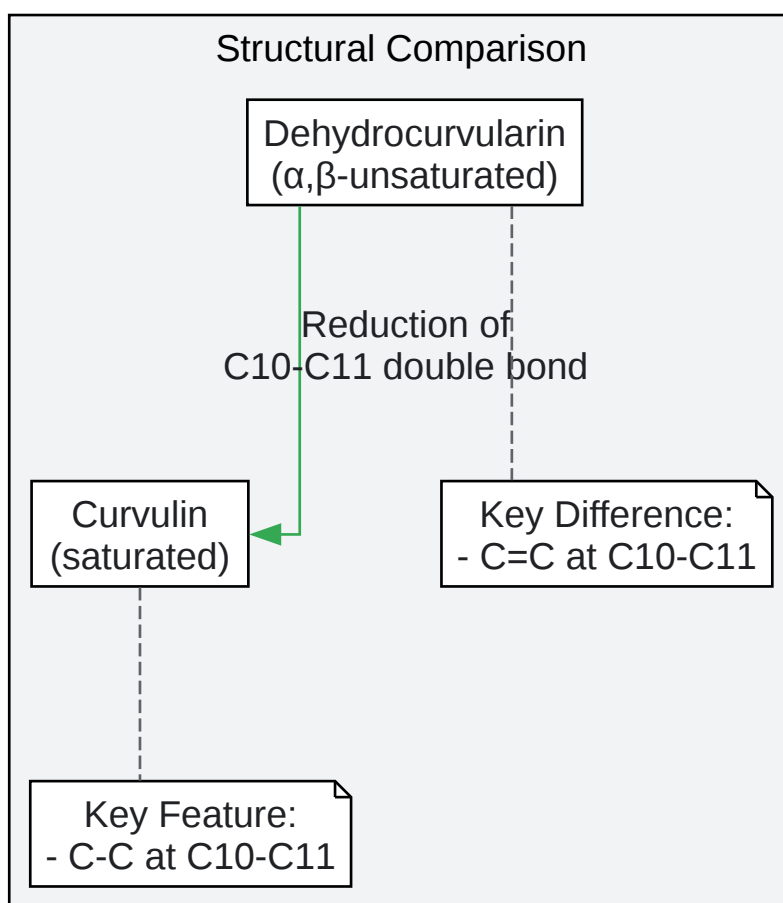 Structural Comparison
Dehydrocurvularin
(α,β-unsaturated)
Reduction of
C10-C11 double bond
Curvulin
(saturated)
Key Difference:
- C=C at C10-C11
Key Feature:
- C-C at C10-C11